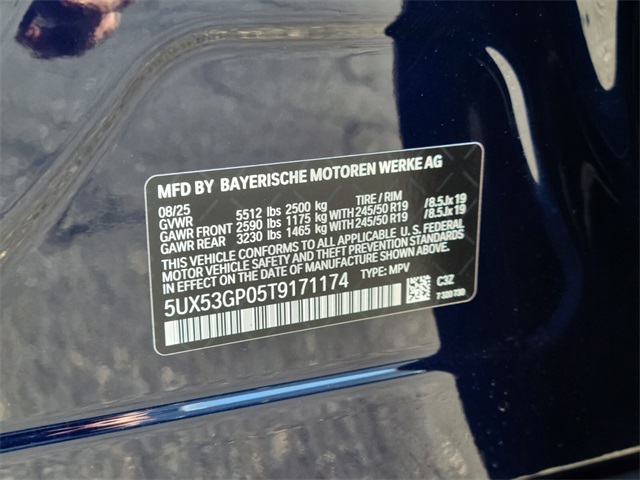 MFD BY BAYERISCHE MOTOREN WERKE AG
08/25 TIRE / RIM
GVWR 5512 lbs 2500 kg
GAWR FRONT 2590 lbs 1175 kg WITH 245/50 R19 /8.5Jx19
GAWR REAR 3230 lbs 1465 kg WITH 245/50 R19 /8.5Jx19
THIS VEHICLE CONFORMS TO ALL APPLICABLE U. S. FEDERAL
MOTOR VEHICLE SAFETY AND THEFT PREVENTION STANDARDS
IN EFFECT ON THE DATE OF MANUFACTURE SHOWN ABOVE.
5UX53GP05T9171174 TYPE: MPV
C3Z
7 320 730